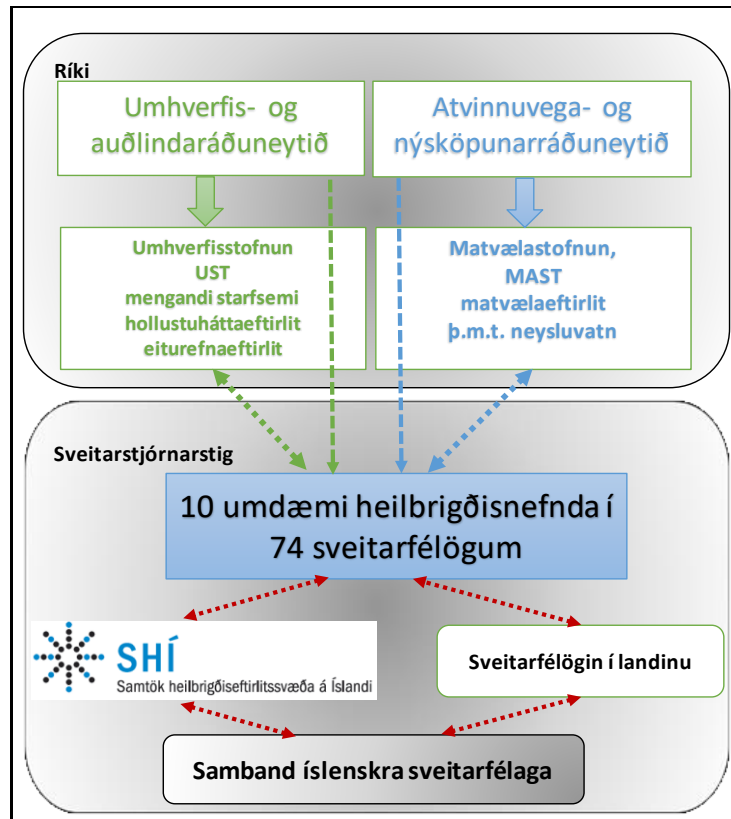 Ríki
Umhverfis- og
auðlindaráðuneytið
Atvinnuvega- og
nýsköpunarráðuneytið
Umhverfisstofnun
UST
mengandi starfsemi
hollustuháttaeftirlit
eiturefnaeftirlit
Matvælastofnun,
MAST
matvælaeftirlit
þ.m.t. neysluvatn
Sveitarstjórnarstig
10 umdæmi heilbrigðisnefnda í
74 sveitarfélögum
SHÍ
Samtök heilbrigðiseftirlitssvæða á Íslandi
Sveitarfélögin í landinu
Samband íslenskra sveitarfélaga